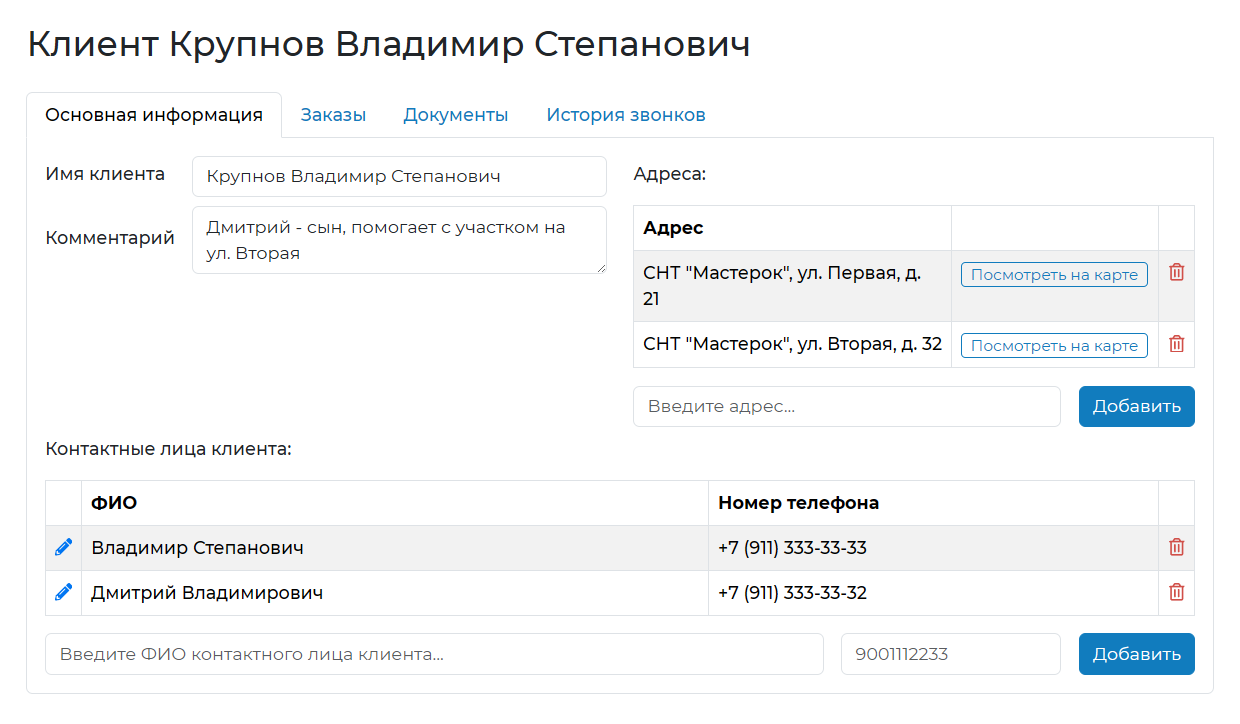 Клиент Крупнов Владимир Степанович
Основная информация
Заказы
Документы
История звонков
Имя клиента
Крупнов Владимир Степанович
Комментарий
Дмитрий - сын, помогает с участком на
ул. Вторая
Адреса:
Адрес
СНТ "Мастерок", ул. Первая, д.
21
Посмотреть на карте
СНТ "Мастерок", ул. Вторая, д. 32
Посмотреть на карте
Введите адрес...
Добавить
Контактные лица клиента:
ФИО
Номер телефона
Владимир Степанович
+7 (911) 333-33-33
Дмитрий Владимирович
+7 (911) 333-33-32
Введите ФИО контактного лица клиента...
9001112233
Добавить